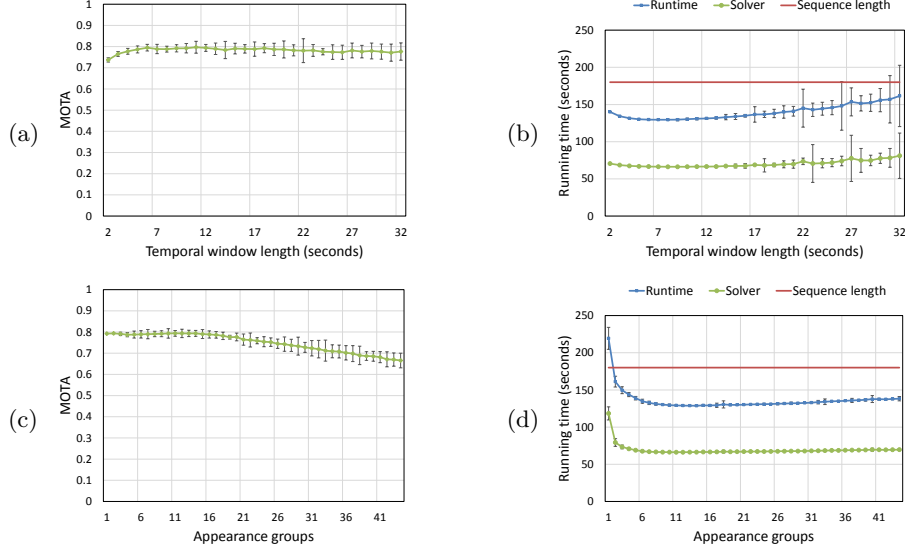 (a)
MOTA
1
0.9
0.8
0.7
0.6
0.5
0.4
0.3
0.2
0.1
0
2 7 12 17 22 27 32
Temporal window length (seconds)
(b)
Runtime Solver Sequence length
Running time (seconds)
250
200
150
100
50
0
2 7 12 17 22 27 32
Temporal window length (seconds)
(c)
MOTA
1
0.9
0.8
0.7
0.6
0.5
0.4
0.3
0.2
0.1
0
1 6 11 16 21 26 31 36 41
Appearance groups
(d)
Runtime Solver Sequence length
Running time (seconds)
250
200
150
100
50
0
1 6 11 16 21 26 31 36 41
Appearance groups